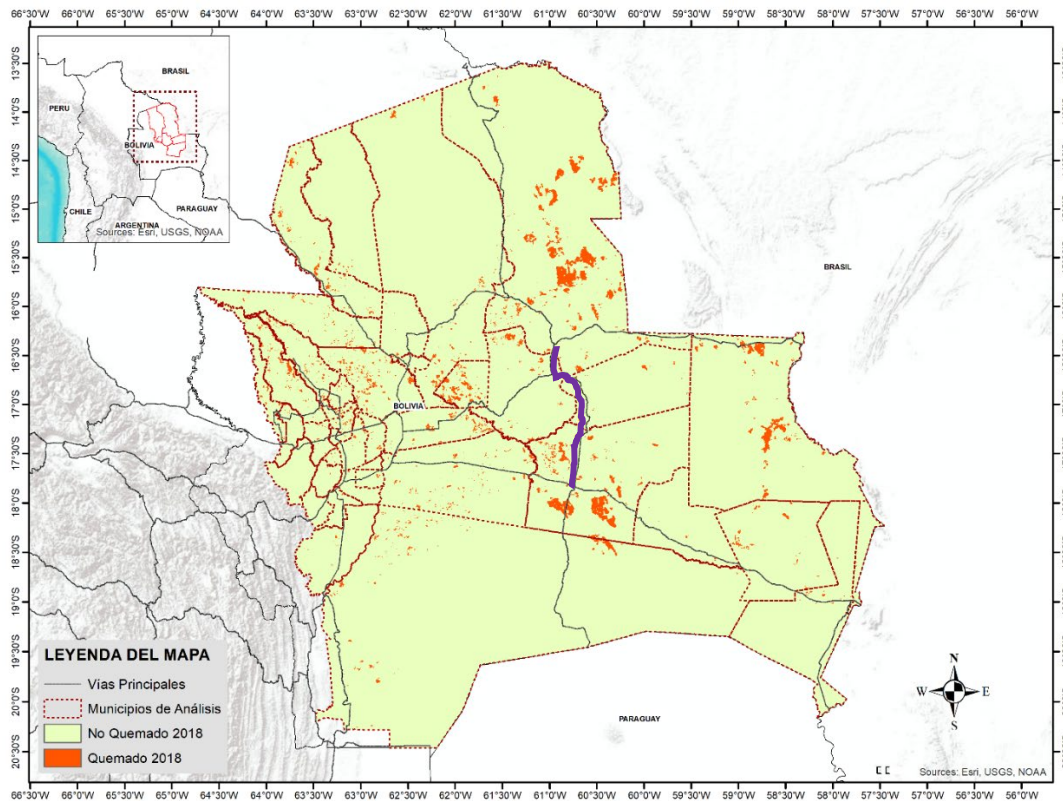 66°30'W 66°0'W 65°30'W 65°0'W 64°30'W 64°0'W 63°30'W 63°0'W 62°30'W 62°0'W 61°30'W 61°0'W 60°30'W 60°0'W 59°30'W 59°0'W 58°30'W 58°0'W 57°30'W 57°0'W 56°30'W 56°0'W
13°30'S
14°0'S
14°30'S
15°0'S
15°30'S
16°0'S
16°30'S
17°0'S
17°30'S
18°0'S
18°30'S
19°0'S
19°30'S
20°0'S
20°30'S
BRASIL
PERU
BOLIVIA
CHILE
PARAGUAY
ARGENTINA
Sources: Esri, USGS, NOAA
BRASIL
BOLIVIA
PARAGUAY
LEYENDA DEL MAPA
Vías Principales
Municipios de Análisis
No Quemado 2018
Quemado 2018
N
W E
S
Sources: Esri, USGS, NOAA
66°30'W 66°0'W 65°30'W 65°0'W 64°30'W 64°0'W 63°30'W 63°0'W 62°30'W 62°0'W 61°30'W 61°0'W 60°30'W 60°0'W 59°30'W 59°0'W 58°30'W 58°0'W 57°30'W 57°0'W 56°30'W 56°0'W